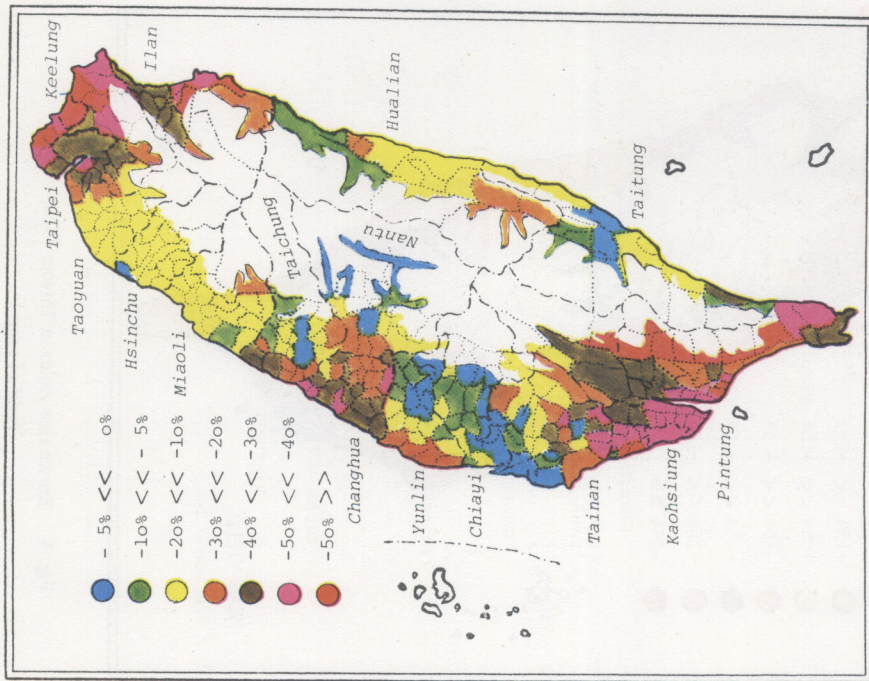 Keelung
Ilan
Taipei
Hualian
Taoyuan
Taichung
Nantu
Taitung
Hsinchu
Miaoli
Changhua
Yunlin
Chiayi
Tainan
Kaohsiung
Pintung
- 5% << 0%
-10% << - 5%
-20% << -10%
-30% << -20%
-40% << -30%
-50% << -40%
-50% >>